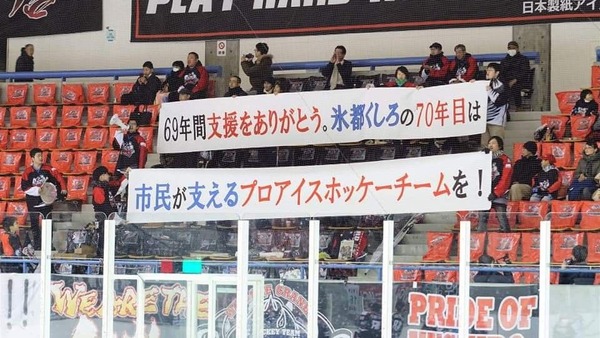 PLAY HARD
日本製紙アイ
69年間支援をありがとう。氷都くしろの70年目は
市民が支えるプロアイスホッケーチームを！
WE ARE THE
PRIDE OF